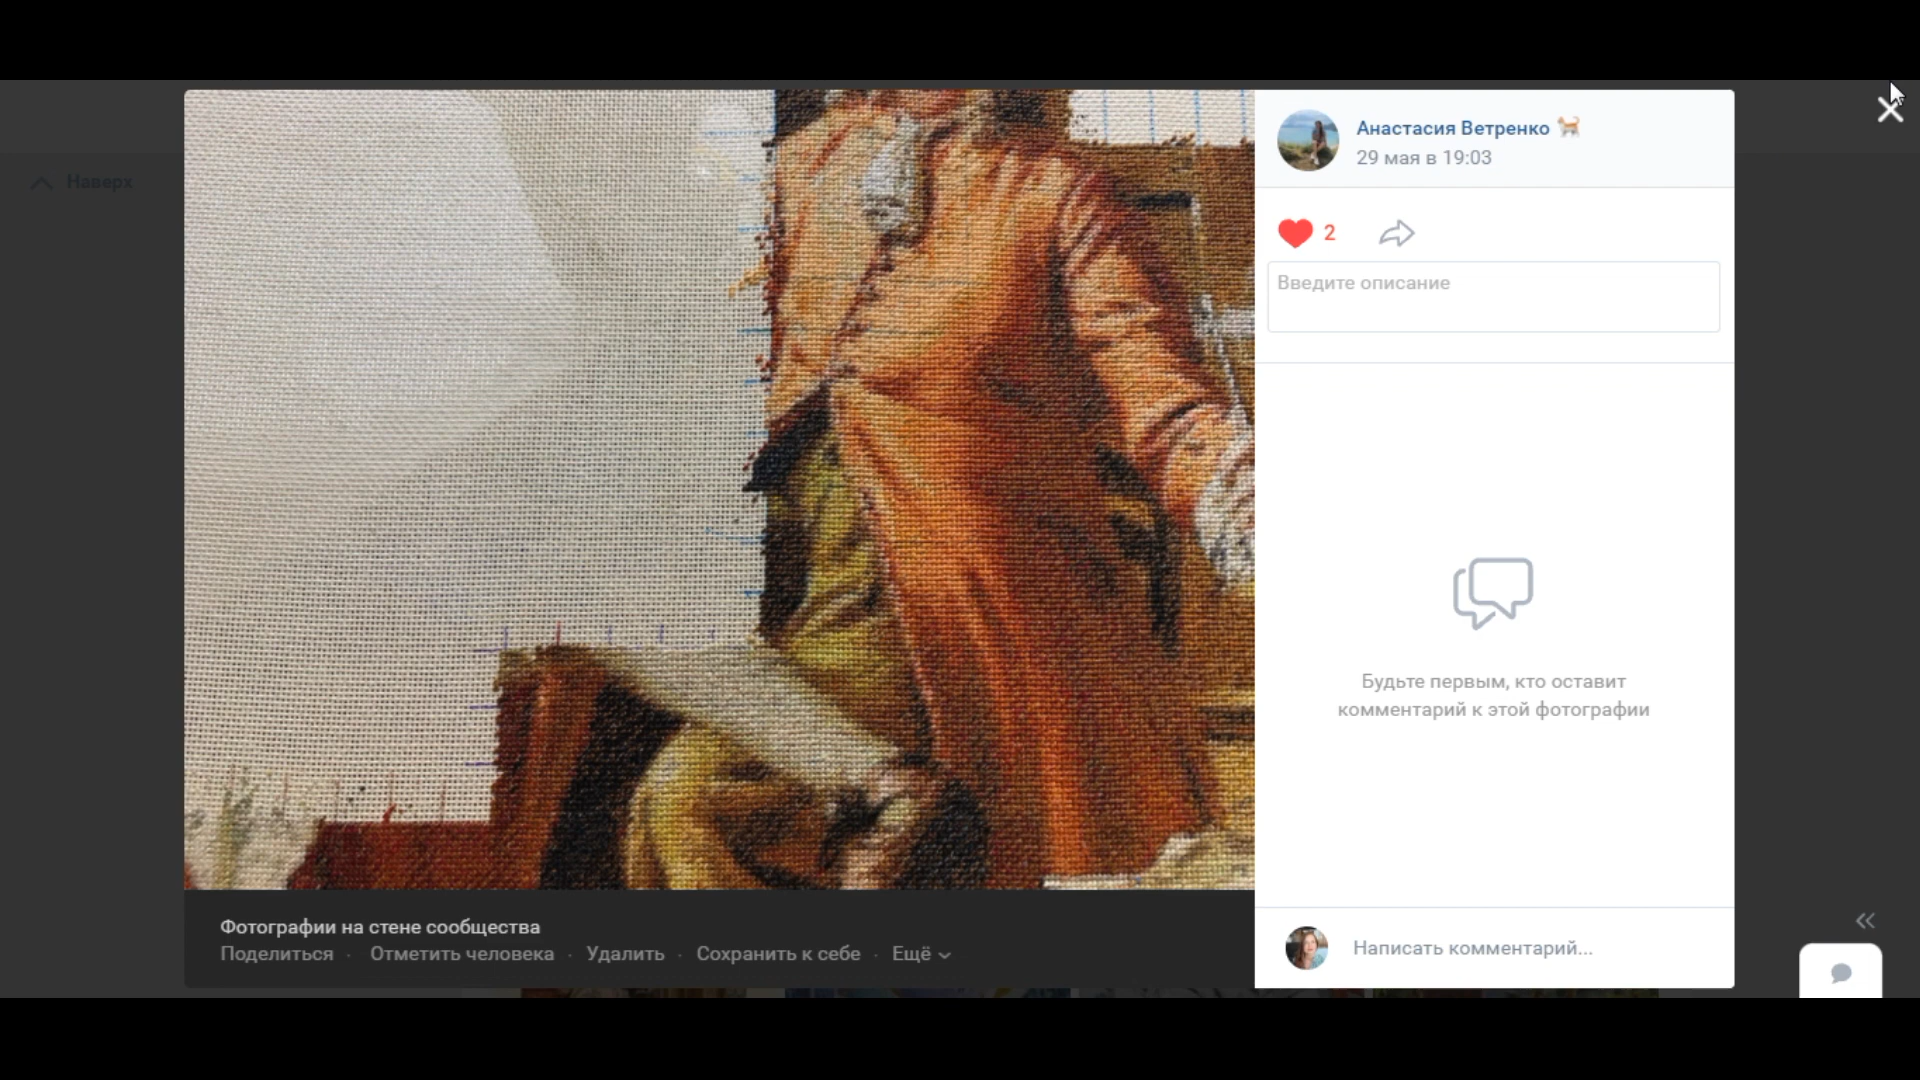 Наверх
Анастасия Ветренко
29 мая в 19:03
2
Введите описание
Будьте первым, кто оставит
комментарий к этой фотографии
Фотографии на стене сообщества
Поделиться · Отметить человека · Удалить · Сохранить к себе · Ещё
Написать комментарий...